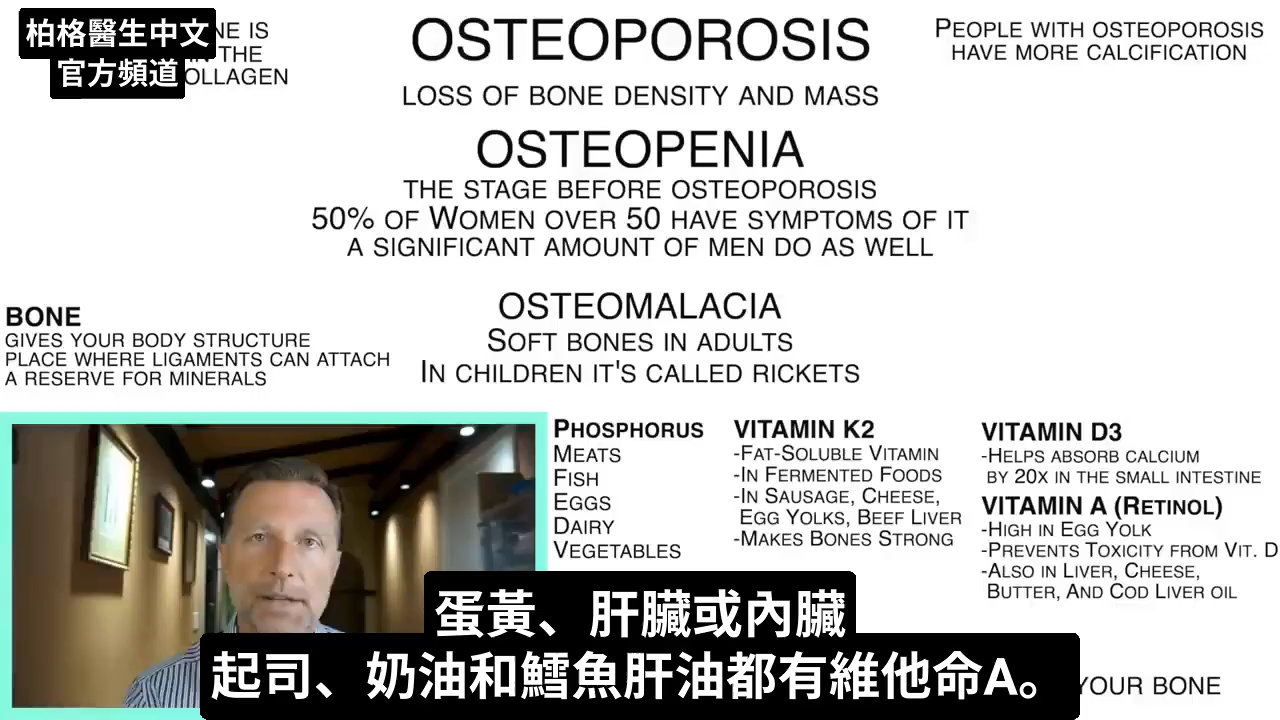 柏格醫生中文
官方頻道
NE IS
THE
OLLAGEN
OSTEOPOROSIS
LOSS OF BONE DENSITY AND MASS
PEOPLE WITH OSTEOPOROSIS
HAVE MORE CALCIFICATION
OSTEOPENIA
THE STAGE BEFORE OSTEOPOROSIS
50% OF WOMEN OVER 50 HAVE SYMPTOMS OF IT
A SIGNIFICANT AMOUNT OF MEN DO AS WELL
BONE
GIVES YOUR BODY STRUCTURE
PLACE WHERE LIGAMENTS CAN ATTACH
A RESERVE FOR MINERALS
OSTEOMALACIA
SOFT BONES IN ADULTS
IN CHILDREN IT'S CALLED RICKETS
PHOSPHORUS
MEATS
FISH
EGGS
DAIRY
VEGETABLES
VITAMIN K2
-FAT-SOLUBLE VITAMIN
-IN FERMENTED FOODS
-IN SAUSAGE, CHEESE,
EGG YOLKS, BEEF LIVER
-MAKES BONES STRONG
VITAMIN D3
-HELPS ABSORB CALCIUM
BY 20X IN THE SMALL INTESTINE
VITAMIN A (RETINOL)
-HIGH IN EGG YOLK
-PREVENTS TOXICITY FROM VIT. D
-ALSO IN LIVER, CHEESE,
BUTTER, AND COD LIVER OIL
YOUR BONE
蛋黃、肝臟或內臟
起司、奶油和鱈魚肝油都有維他命A。